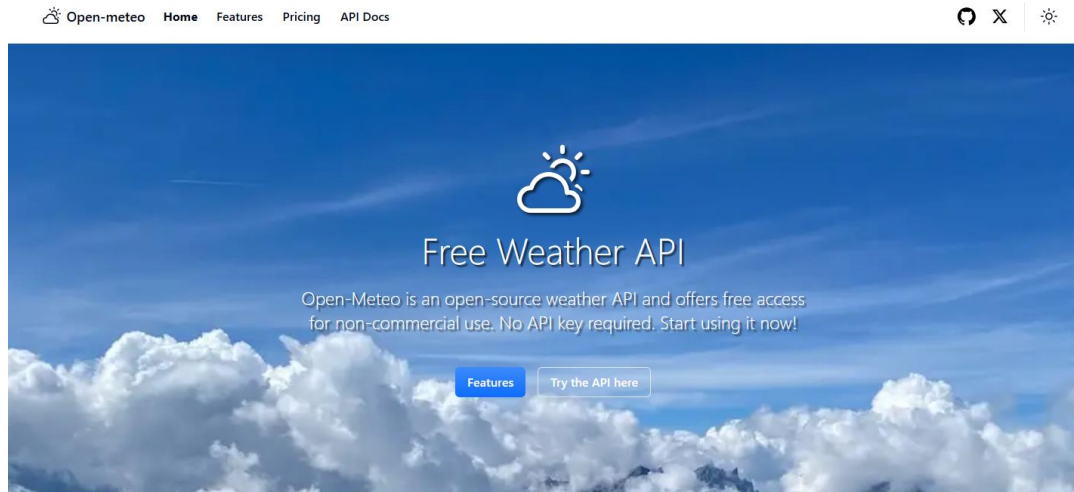 Open-meteo Home Features Pricing API Docs
Free Weather API
Open-Meteo is an open-source weather API and offers free access
for non-commercial use. No API key required. Start using it now!
Features Try the API here